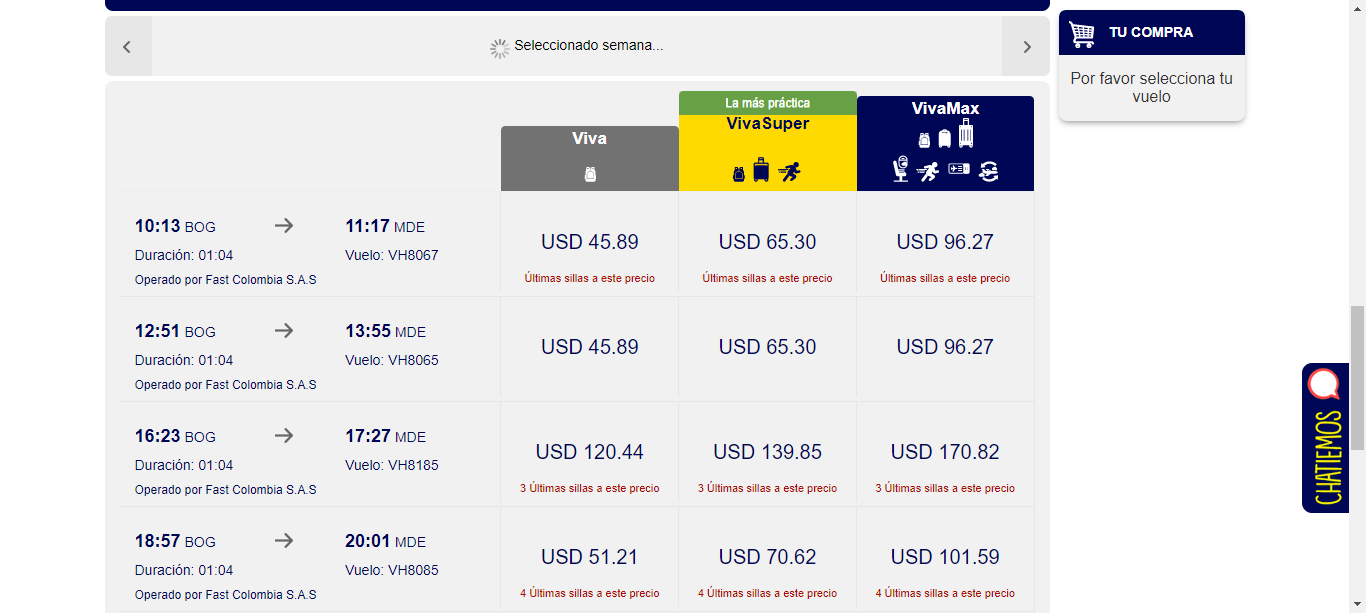 Seleccionado semana...
TU COMPRA
Por favor selecciona tu
vuelo
La más práctica
Viva
VivaSuper
VivaMax
10:13 BOG
11:17 MDE
Duración: 01:04
Vuelo: VH8067
Operado por Fast Colombia S.A.S
USD 45.89
USD 65.30
USD 96.27
Últimas sillas a este precio
Últimas sillas a este precio
Últimas sillas a este precio
12:51 BOG
13:55 MDE
Duración: 01:04
Vuelo: VH8065
Operado por Fast Colombia S.A.S
USD 45.89
USD 65.30
USD 96.27
16:23 BOG
17:27 MDE
Duración: 01:04
Vuelo: VH8185
Operado por Fast Colombia S.A.S
USD 120.44
USD 139.85
USD 170.82
3 Últimas sillas a este precio
3 Últimas sillas a este precio
3 Últimas sillas a este precio
18:57 BOG
20:01 MDE
Duración: 01:04
Vuelo: VH8085
Operado por Fast Colombia S.A.S
USD 51.21
USD 70.62
USD 101.59
4 Últimas sillas a este precio
4 Últimas sillas a este precio
4 Últimas sillas a este precio
CHATIEMOS